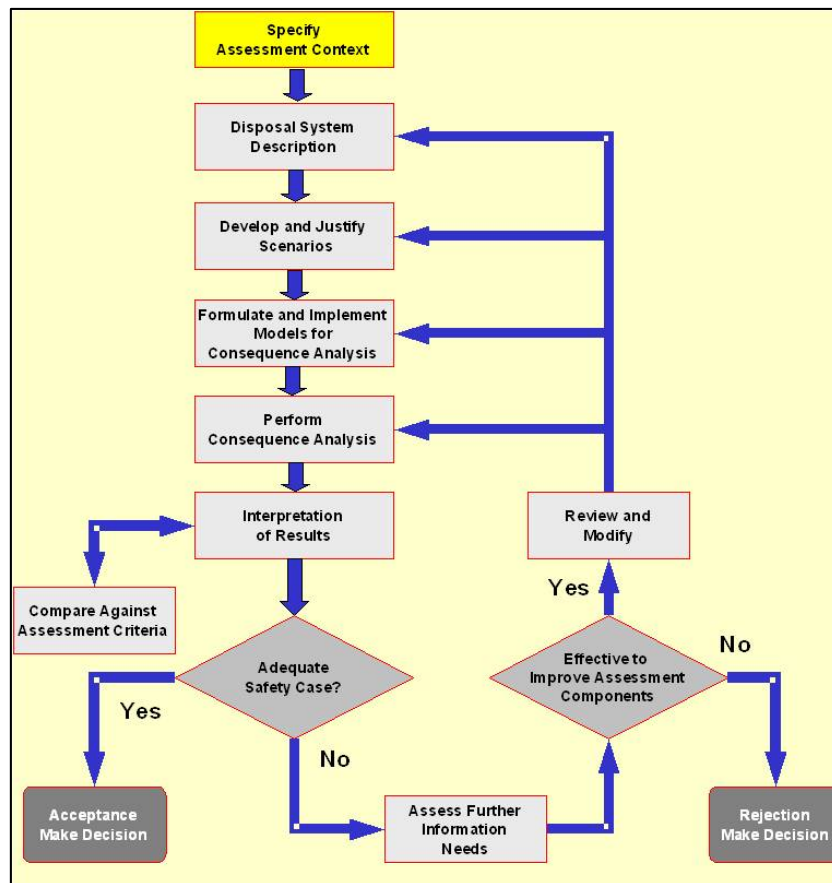 Specify
Assessment Context
Disposal System
Description
Develop and Justify
Scenarios
Formulate and Implement
Models for
Consequence Analysis
Perform
Consequence Analysis
Interpretation
of Results
Review and
Modify
Compare Against
Assessment Criteria
Yes
No
Adequate
Safety Case?
Effective to
Improve Assessment
Components
Yes
No
Acceptance
Make Decision
Assess Further
Information
Needs
Rejection
Make Decision